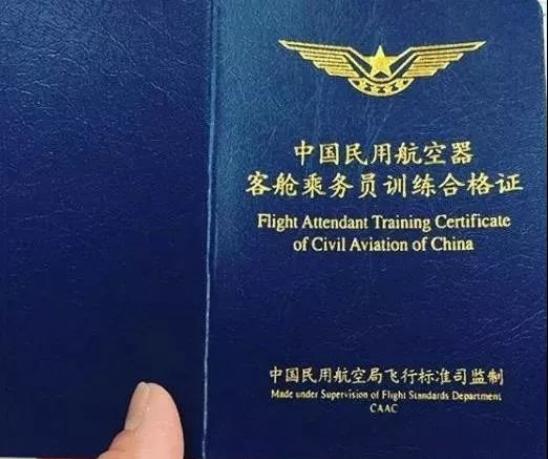 中国民用航空器
客舱乘务员训练合格证
Flight Attendant Training Certificate
of Civil Aviation of China
中国民用航空局飞行标准司监制
Made under Supervision of Flight Standards Department
CAAC